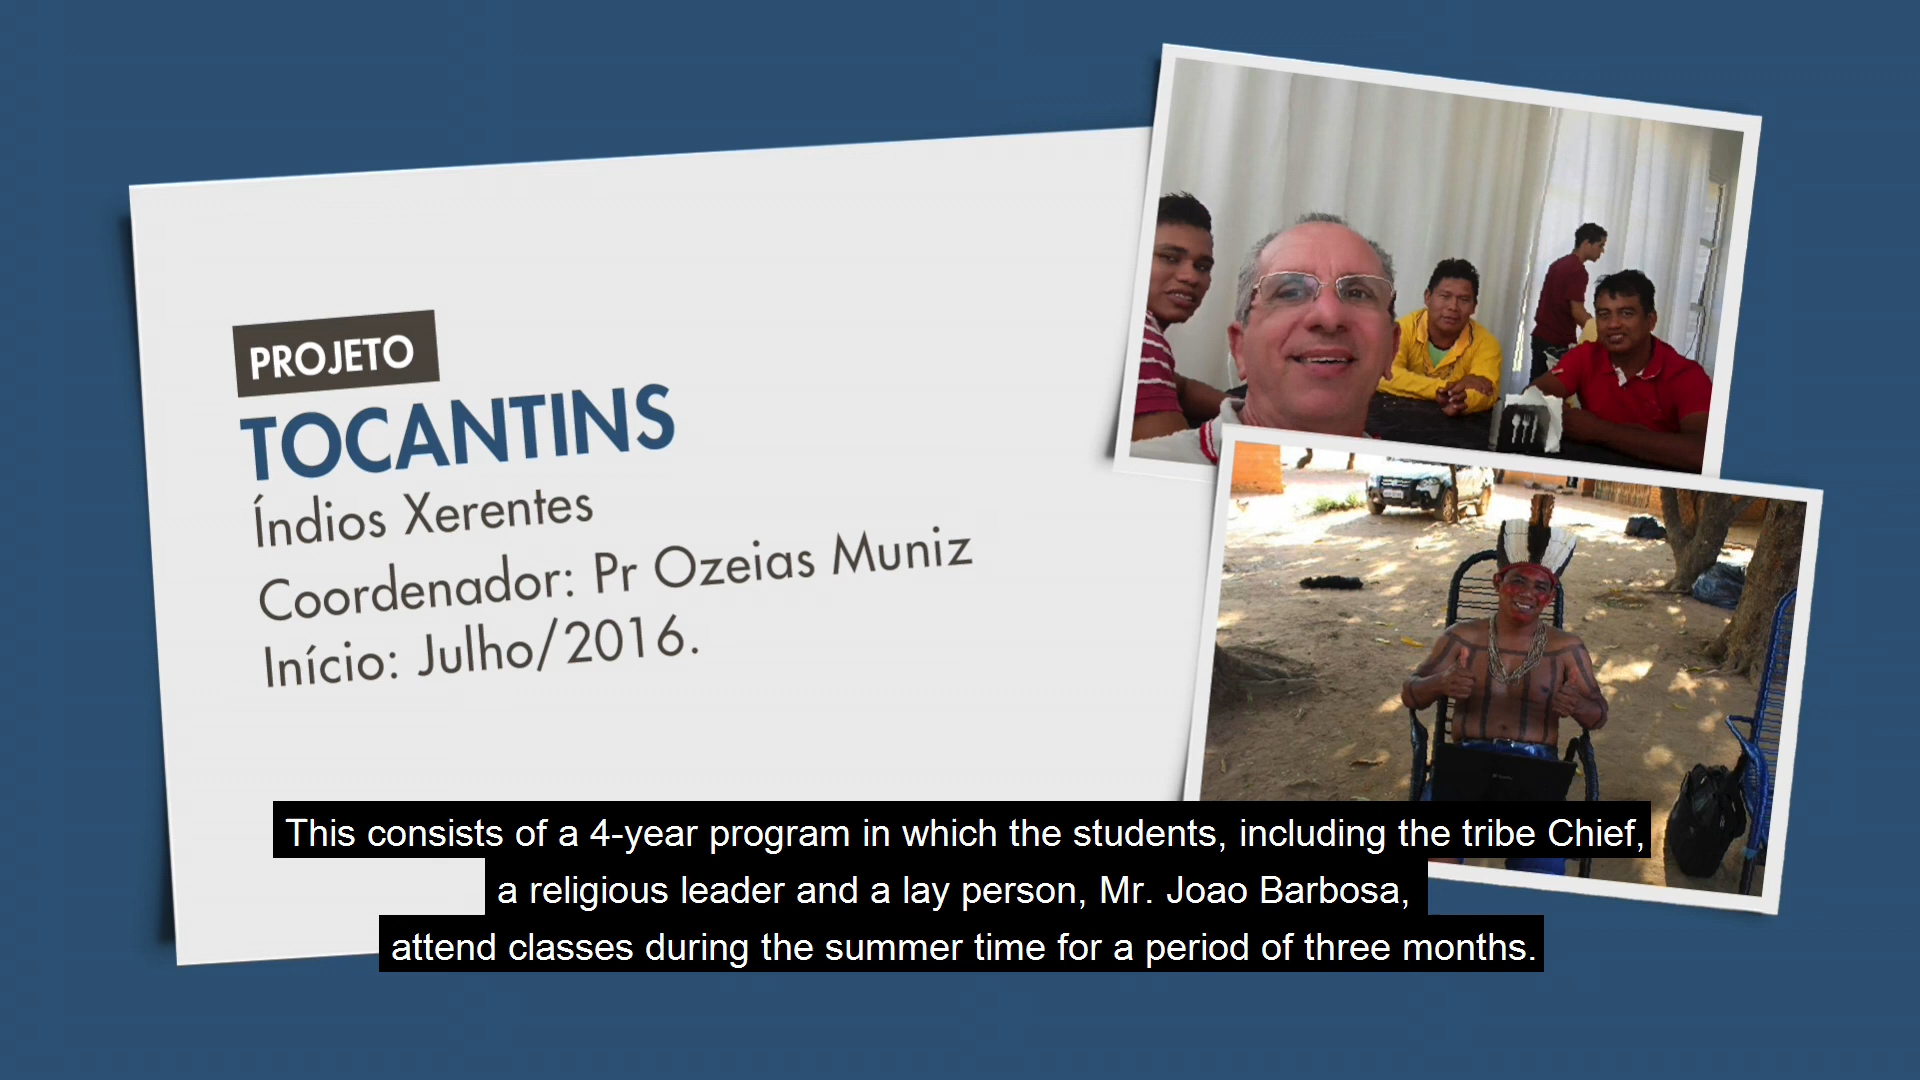 PROJETO
TOCANTINS
Índios Xerentes
Coordenador: Pr Ozeias Muniz
Início: Julho/2016.
This consists of a 4-year program in which the students, including the tribe Chief,
a religious leader and a lay person, Mr. Joao Barbosa,
attend classes during the summer time for a period of three months.